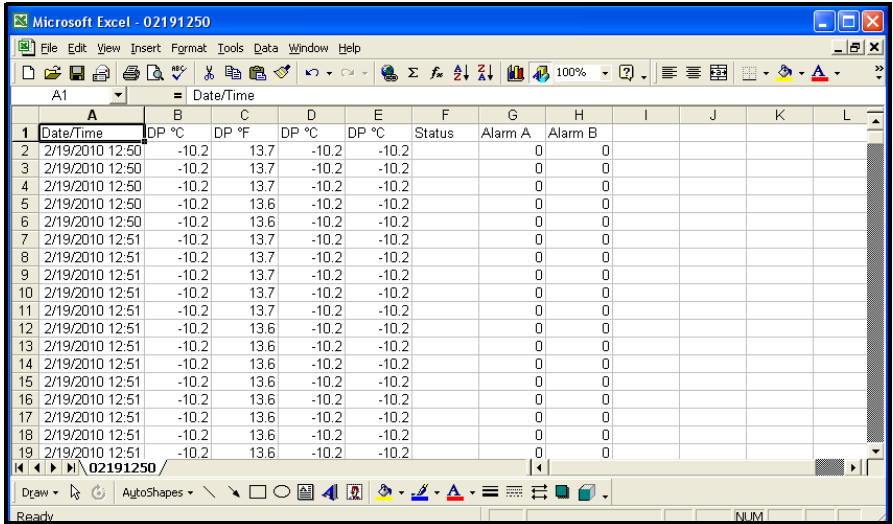 Microsoft Excel - 02191250
File Edit View Insert Format Tools Data Window Help
100%
A1 = Date/Time
A B C D E F G H I J K L
1 Date/Time DP °C DP °F DP °C DP °C Status Alarm A Alarm B
2 2/19/2010 12:50 -10.2 13.7 -10.2 -10.2 0 0
3 2/19/2010 12:50 -10.2 13.7 -10.2 -10.2 0 0
4 2/19/2010 12:50 -10.2 13.7 -10.2 -10.2 0 0
5 2/19/2010 12:50 -10.2 13.6 -10.2 -10.2 0 0
6 2/19/2010 12:50 -10.2 13.6 -10.2 -10.2 0 0
7 2/19/2010 12:51 -10.2 13.7 -10.2 -10.2 0 0
8 2/19/2010 12:51 -10.2 13.7 -10.2 -10.2 0 0
9 2/19/2010 12:51 -10.2 13.7 -10.2 -10.2 0 0
10 2/19/2010 12:51 -10.2 13.7 -10.2 -10.2 0 0
11 2/19/2010 12:51 -10.2 13.7 -10.2 -10.2 0 0
12 2/19/2010 12:51 -10.2 13.6 -10.2 -10.2 0 0
13 2/19/2010 12:51 -10.2 13.6 -10.2 -10.2 0 0
14 2/19/2010 12:51 -10.2 13.6 -10.2 -10.2 0 0
15 2/19/2010 12:51 -10.2 13.6 -10.2 -10.2 0 0
16 2/19/2010 12:51 -10.2 13.6 -10.2 -10.2 0 0
17 2/19/2010 12:51 -10.2 13.6 -10.2 -10.2 0 0
18 2/19/2010 12:51 -10.2 13.6 -10.2 -10.2 0 0
19 2/19/2010 12:51 -10.2 13.6 -10.2 -10.2 0 0
02191250
Draw AutoShapes
Ready NUM